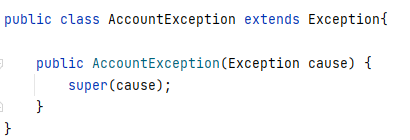 public class AccountException extends Exception{
    public AccountException(Exception cause) {
        super(cause);
    }
}